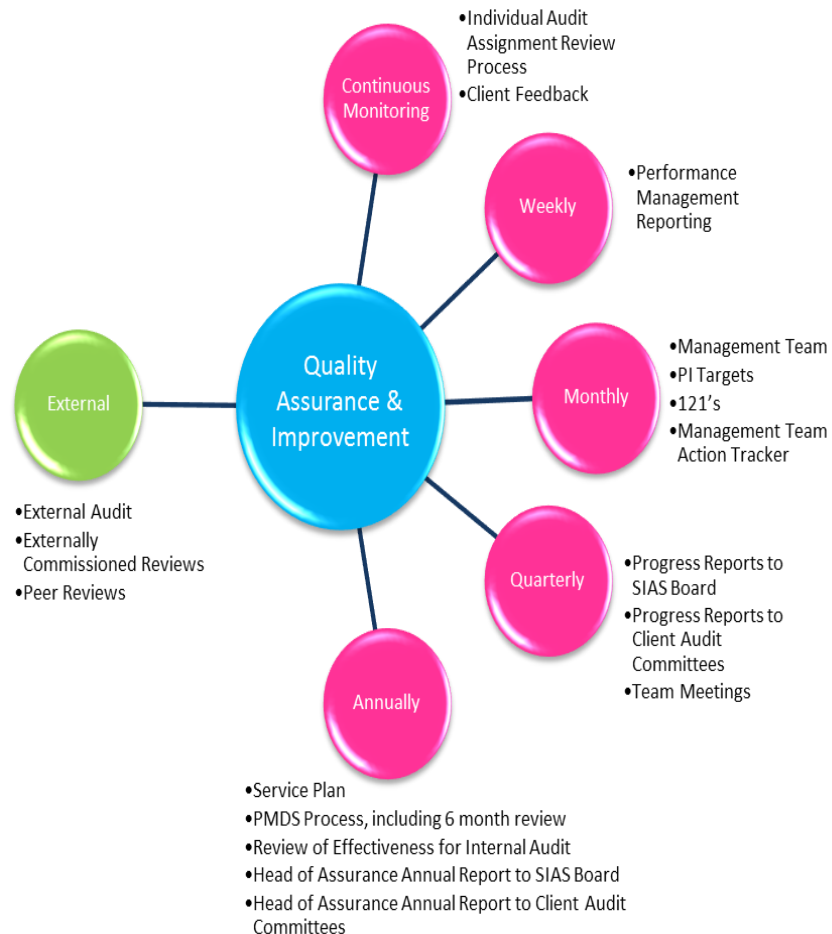 Continuous
Monitoring
•Individual Audit
Assignment Review
Process
•Client Feedback
Weekly
•Performance
Management
Reporting
Monthly
•Management Team
•PI Targets
•121’s
•Management Team
Action Tracker
Quality
Assurance &
Improvement
External
•External Audit
•Externally
Commissioned Reviews
•Peer Reviews
Quarterly
•Progress Reports to
SIAS Board
•Progress Reports to
Client Audit
Committees
•Team Meetings
Annually
•Service Plan
•PMDS Process, including 6 month review
•Review of Effectiveness for Internal Audit
•Head of Assurance Annual Report to SIAS Board
•Head of Assurance Annual Report to Client Audit
Committees